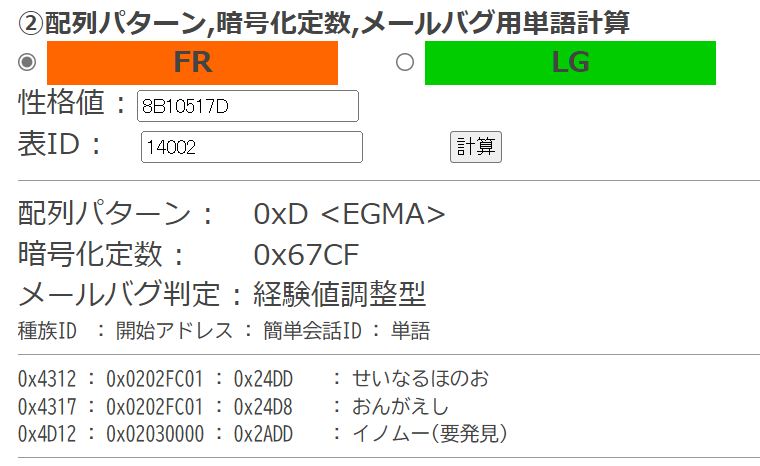 ②配列パターン,暗号化定数,メールバグ用単語計算
FR LG
性格値: 8B10517D
表ID: 14002 計算
配列パターン: 0xD <EGMA>
暗号化定数: 0x67CF
メールバグ判定:経験値調整型
種族ID : 開始アドレス : 簡単会話ID : 単語
0x4312 : 0x0202FC01 : 0x24DD : せいなるほのお
0x4317 : 0x0202FC01 : 0x24D8 : おんがえし
0x4D12 : 0x02030000 : 0x2ADD : イノムー(要発見)